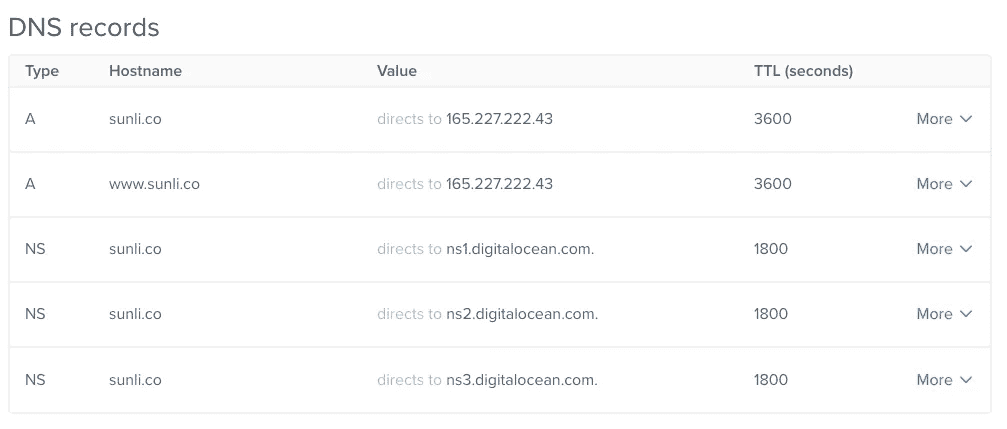 DNS records
Type Hostname Value TTL (seconds)
A sunli.co directs to 165.227.222.43 3600 More
A www.sunli.co directs to 165.227.222.43 3600 More
NS sunli.co directs to ns1.digitalocean.com. 1800 More
NS sunli.co directs to ns2.digitalocean.com. 1800 More
NS sunli.co directs to ns3.digitalocean.com. 1800 More